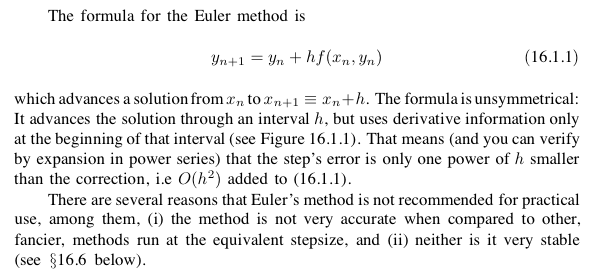 The formula for the Euler method is
yₙ₊₁ = yₙ + hf(xₙ, yₙ) (16.1.1)
which advances a solution from xₙ to xₙ₊₁ ≡ xₙ+h. The formula is unsymmetrical:
It advances the solution through an interval h, but uses derivative information only
at the beginning of that interval (see Figure 16.1.1). That means (and you can verify
by expansion in power series) that the step's error is only one power of h smaller
than the correction, i.e O(h²) added to (16.1.1).
There are several reasons that Euler's method is not recommended for practical
use, among them, (i) the method is not very accurate when compared to other,
fancier, methods run at the equivalent stepsize, and (ii) neither is it very stable
(see §16.6 below).